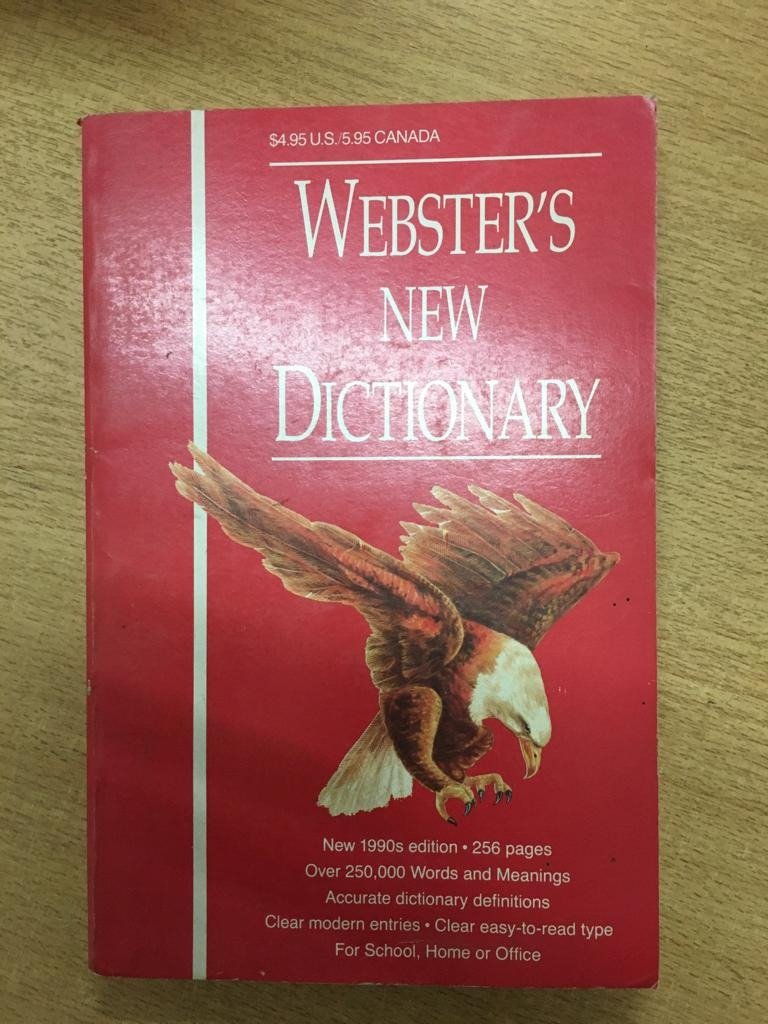 $4.95 U.S./5.95 CANADA
WEBSTER'S
NEW
DICTIONARY
New 1990s edition • 256 pages
Over 250,000 Words and Meanings
Accurate dictionary definitions
Clear modern entries • Clear easy-to-read type
For School, Home or Office